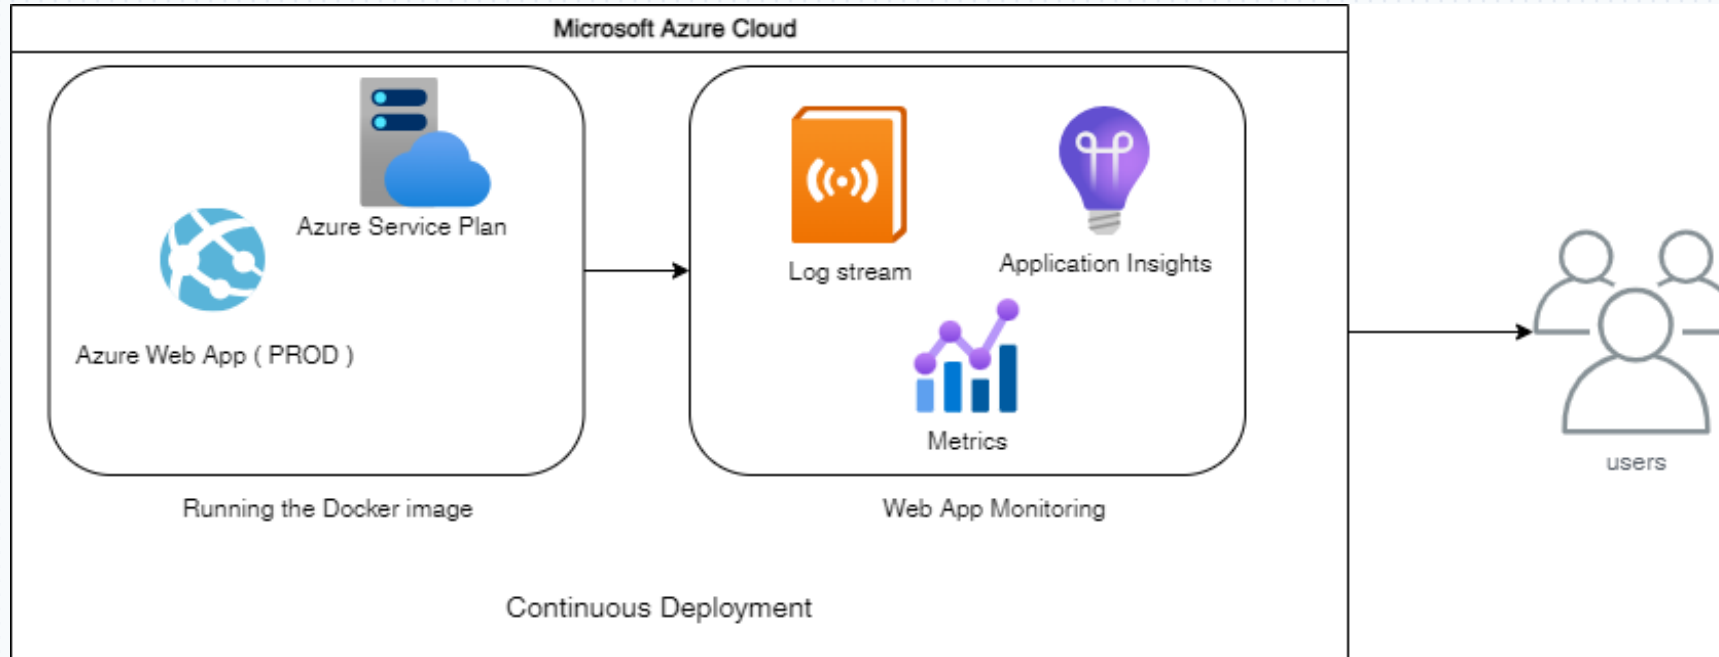 Microsoft Azure Cloud
Azure Service Plan
Azure Web App ( PROD )
Running the Docker image
Log stream
Application Insights
Metrics
Web App Monitoring
Continuous Deployment
users